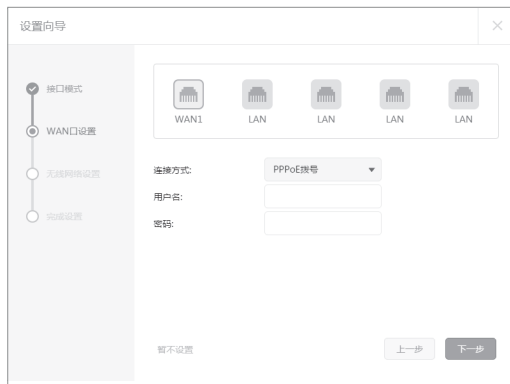 设置向导
接口模式
WAN口设置
无线网络设置
完成设置
WAN1 LAN LAN LAN LAN
连接方式: PPPoE拨号
用户名:
密码:
暂不设置 上一步 下一步